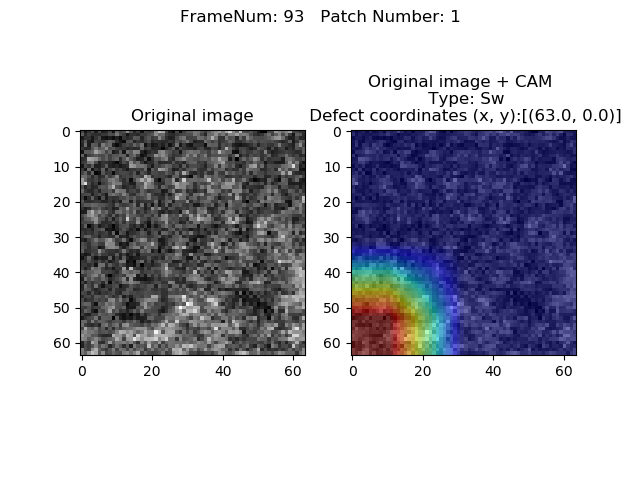 FrameNum: 93   Patch Number: 1
Original image
Original image + CAM
Type: Sw
Defect coordinates (x, y):[(63.0, 0.0)]
0
10
20
30
40
50
60
0 20 40 60
0
10
20
30
40
50
60
0 20 40 60